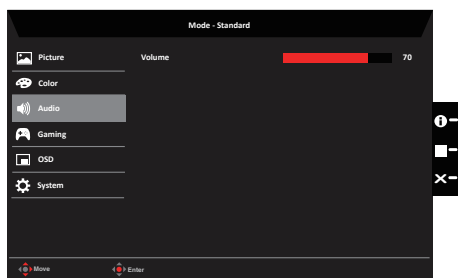 Mode - Standard
Picture
Volume 70
Color
Audio
Gaming
OSD
System
Move Enter